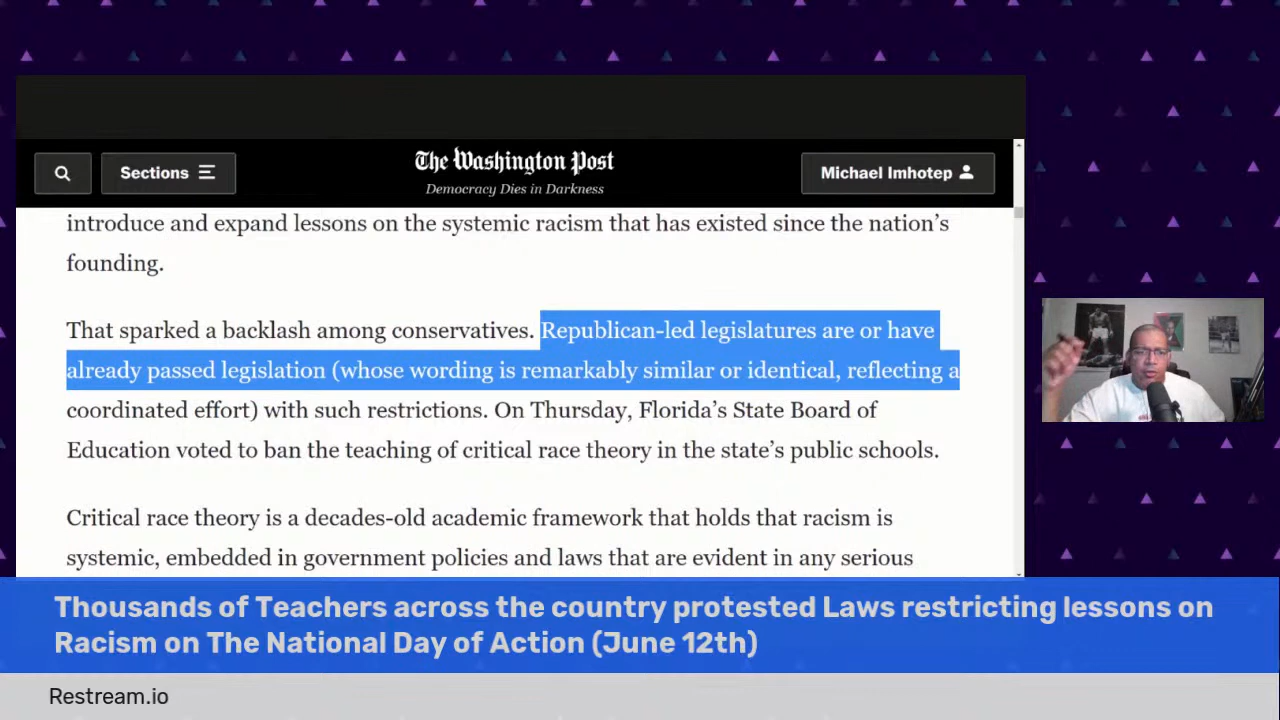 Sections
The Washington Post
Democracy Dies in Darkness
Michael Imhotep
introduce and expand lessons on the systemic racism that has existed since the nation’s
founding.
That sparked a backlash among conservatives. Republican-led legislatures are or have
already passed legislation (whose wording is remarkably similar or identical, reflecting a
coordinated effort) with such restrictions. On Thursday, Florida’s State Board of
Education voted to ban the teaching of critical race theory in the state’s public schools.
Critical race theory is a decades-old academic framework that holds that racism is
systemic, embedded in government policies and laws that are evident in any serious
Thousands of Teachers across the country protested Laws restricting lessons on
Racism on The National Day of Action (June 12th)
Restream.io